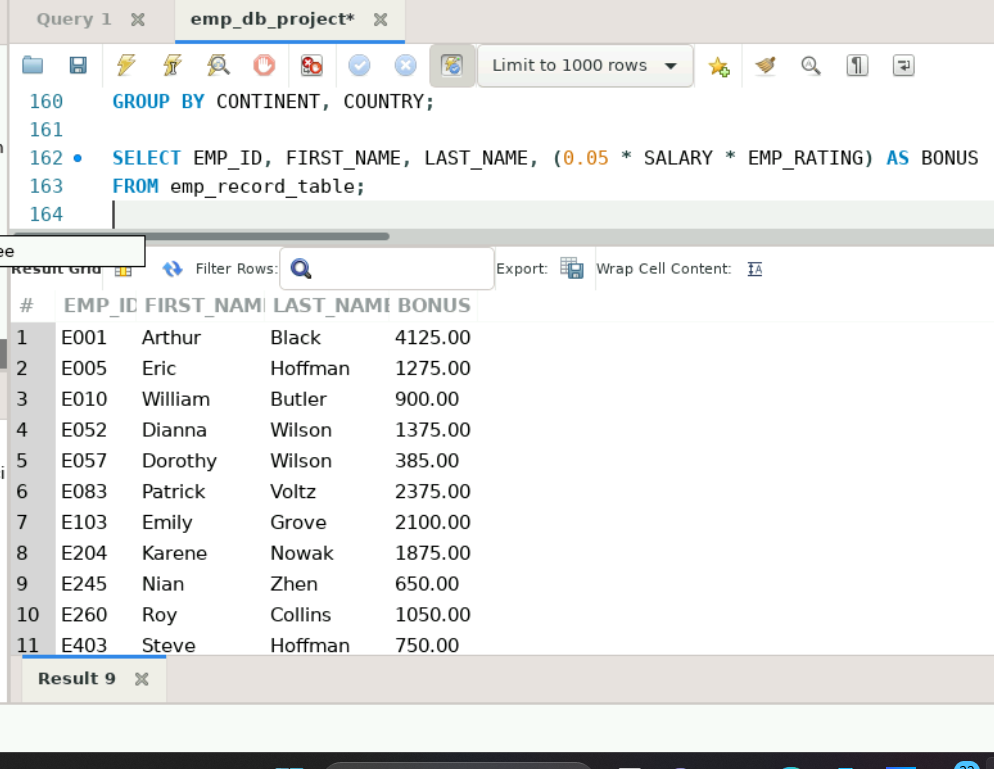 Query 1
emp_db_project*
Limit to 1000 rows
160 GROUP BY CONTINENT, COUNTRY;
161
162 SELECT EMP_ID, FIRST_NAME, LAST_NAME, (0.05 * SALARY * EMP_RATING) AS BONUS
163 FROM emp_record_table;
164
ee
Result Grid Filter Rows: Export: Wrap Cell Content: IA
# EMP_ID FIRST_NAM LAST_NAME BONUS
1 E001 Arthur Black 4125.00
2 E005 Eric Hoffman 1275.00
3 E010 William Butler 900.00
4 E052 Dianna Wilson 1375.00
5 E057 Dorothy Wilson 385.00
6 E083 Patrick Voltz 2375.00
7 E103 Emily Grove 2100.00
8 E204 Karene Nowak 1875.00
9 E245 Nian Zhen 650.00
10 E260 Roy Collins 1050.00
11 E403 Steve Hoffman 750.00
Result 9